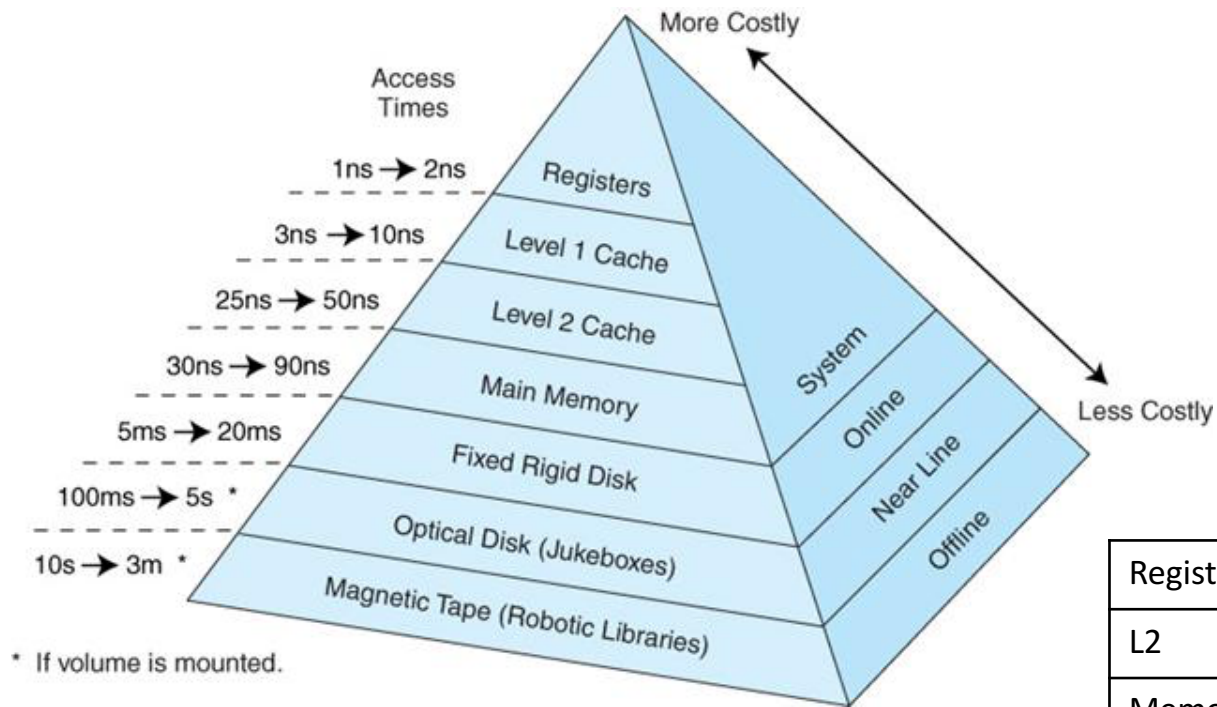 More Costly
Access
Times
1ns → 2ns
Registers
3ns → 10ns
Level 1 Cache
25ns → 50ns
Level 2 Cache
30ns → 90ns
Main Memory
5ms → 20ms
Fixed Rigid Disk
100ms → 5s *
Optical Disk (Jukeboxes)
10s → 3m *
Magnetic Tape (Robotic Libraries)
System
Online
Near Line
Offline
Less Costly
* If volume is mounted.
Regist
L2